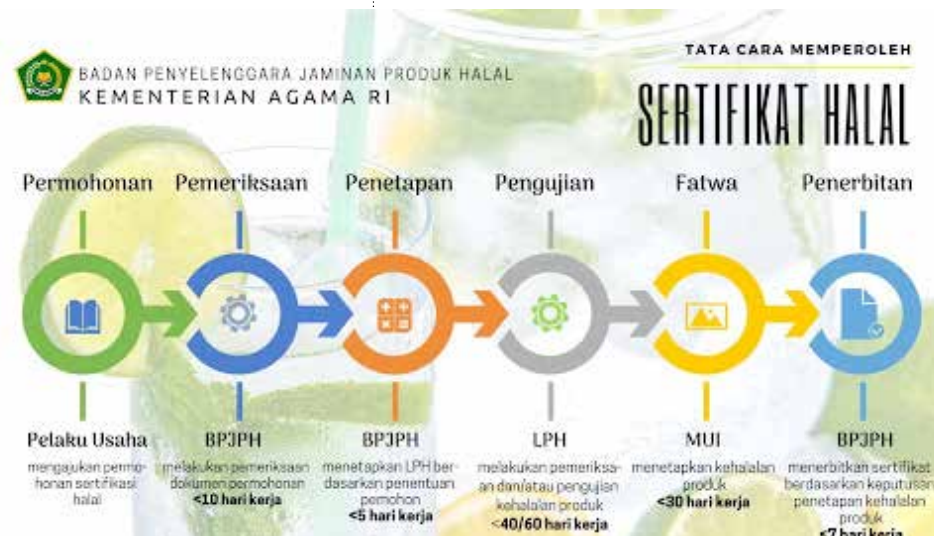 BADAN PENYELENGGARA JAMINAN PRODUK HALAL
KEMENTERIAN AGAMA RI
TATA CARA MEMPEROLEH
SERTIFIKAT HALAL
Permohonan
Pemeriksaan
Penetapan
Pengujian
Fatwa
Penerbitan
Pelaku Usaha
mengajukan permo-
honan sertifikasi
halal
BPJPH
melakukan pemeriksaan
dokumen permohonan
<10 hari kerja
BPJPH
menetapkan LPH ber-
dasarkan penentuan
pemohon
<5 hari kerja
LPH
melakukan pemeriksa-
an dan/atau pengujian
kehalalan produk
<40/60 hari kerja
MUI
menetapkan kehalalan
produk
<30 hari kerja
BPJPH
menerbitkan sertifikat
berdasarkan keputusan
penetapan kehalalan
produk
<7 hari kerja